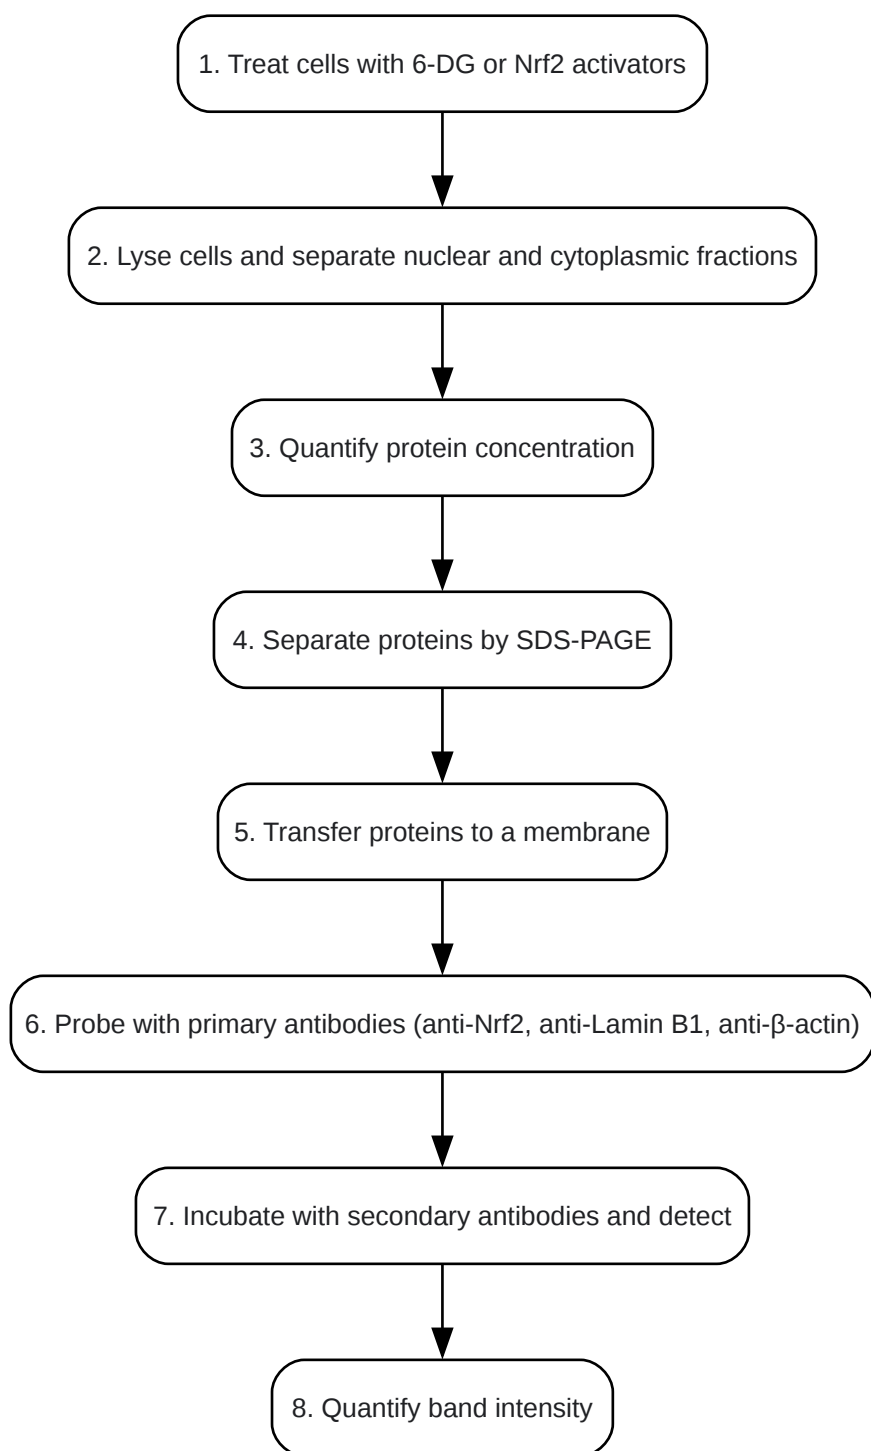 1. Treat cells with 6-DG or Nrf2 activators
2. Lyse cells and separate nuclear and cytoplasmic fractions
3. Quantify protein concentration
4. Separate proteins by SDS-PAGE
5. Transfer proteins to a membrane
6. Probe with primary antibodies (anti-Nrf2, anti-Lamin B1, anti-β-actin)
7. Incubate with secondary antibodies and detect
8. Quantify band intensity